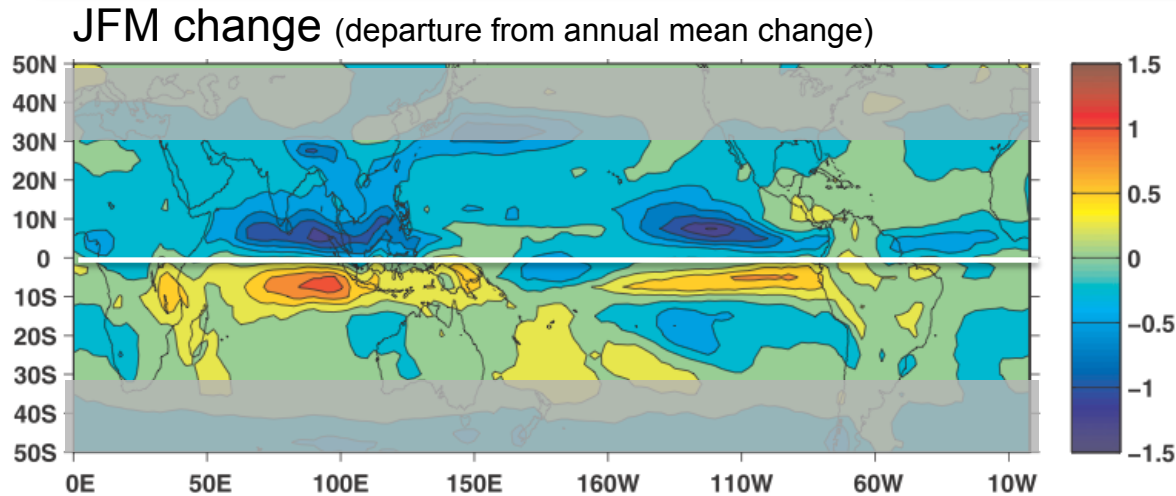 JFM change (departure from annual mean change)
50N
40N
30N
20N
10N
0
10S
20S
30S
40S
50S
0E 50E 100E 150E 160W 110W 60W 10W
1.5
1
0.5
0
−0.5
−1
−1.5